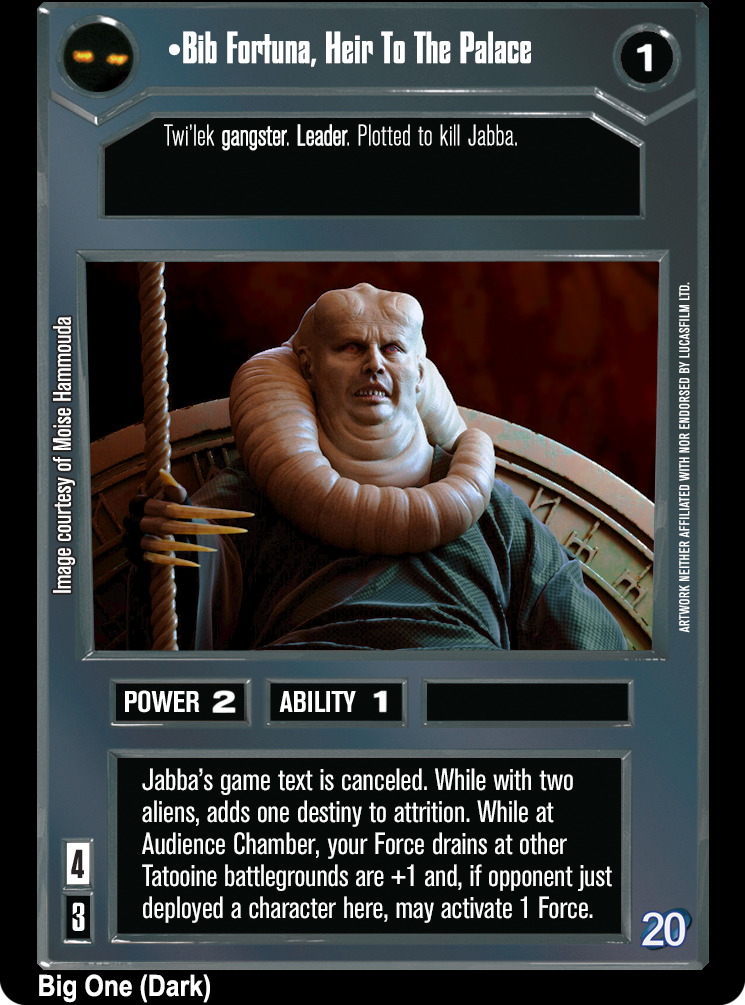 •Bib Fortuna, Heir To The Palace
1
Twi'lek gangster. Leader. Plotted to kill Jabba.
Image courtesy of Moise Hammouda
ARTWORK NEITHER AFFILIATED WITH NOR ENDORSED BY LUCASFILM LTD.
POWER 2
ABILITY 1
Jabba's game text is canceled. While with two
aliens, adds one destiny to attrition. While at
Audience Chamber, your Force drains at other
Tatooine battlegrounds are +1 and, if opponent just
deployed a character here, may activate 1 Force.
4
3
20
Big One (Dark)